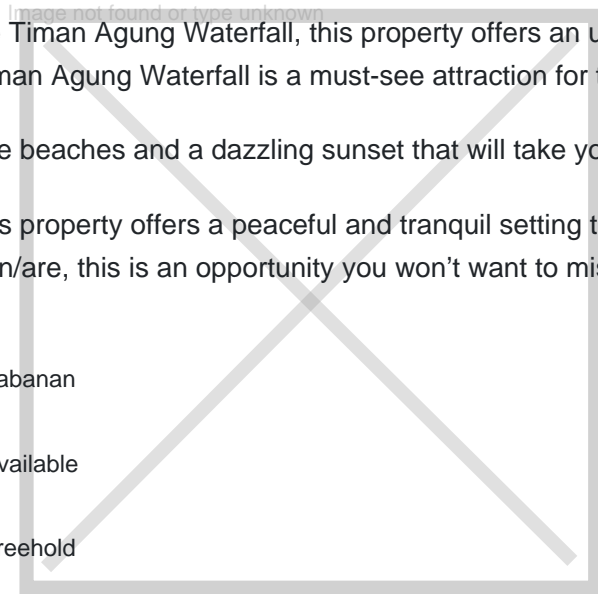 Image not found or type unknown
Timan Agung Waterfall, this property offers an u
man Agung Waterfall is a must-see attraction for t
e beaches and a dazzling sunset that will take yo
s property offers a peaceful and tranquil setting t
n/are, this is an opportunity you won't want to mis
abanan
vailable
reehold